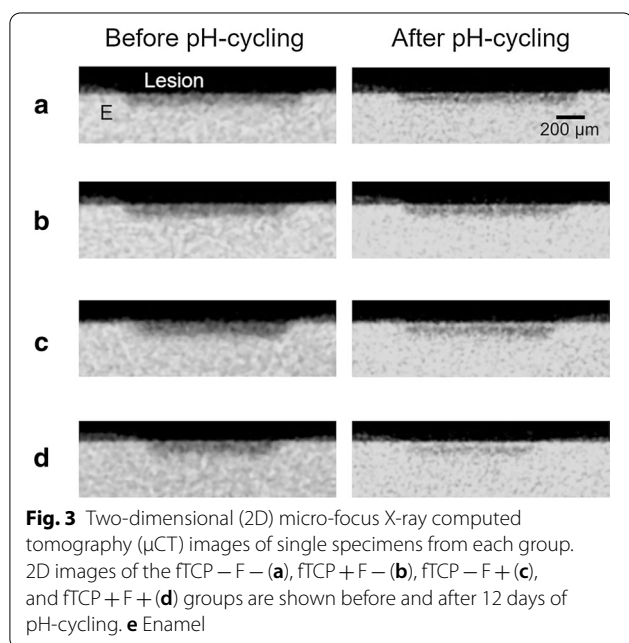 Before pH-cycling After pH-cycling
Lesion
a E
200 μm
b
c
d
Fig. 3 Two-dimensional (2D) micro-focus X-ray computed
tomography (μCT) images of single specimens from each group.
2D images of the fTCP − F − (a), fTCP + F − (b), fTCP − F + (c),
and fTCP + F + (d) groups are shown before and after 12 days of
pH-cycling. e Enamel